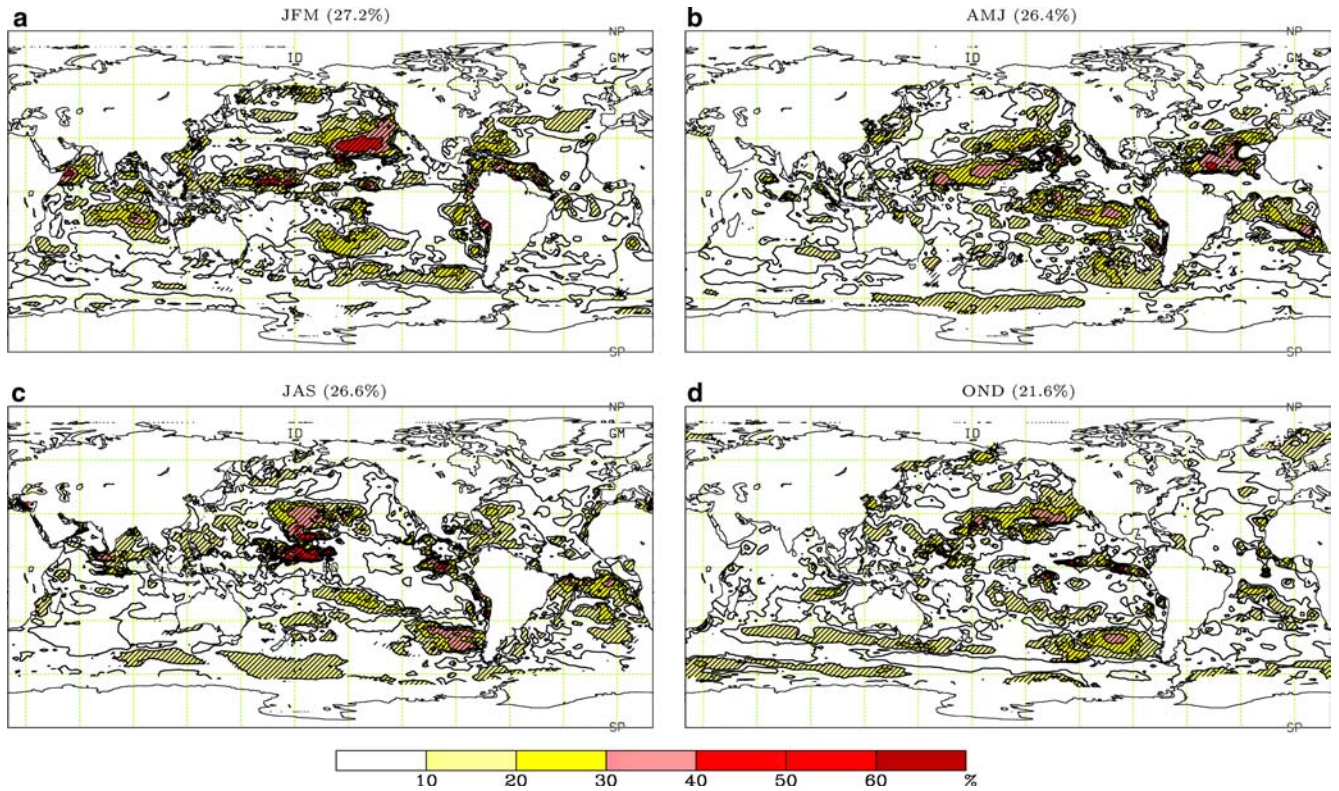 a
JFM (27.2%)
NP
ID
GM
SP
b
AMJ (26.4%)
NP
ID
GM
SP
c
JAS (26.6%)
NP
ID
GM
SP
d
OND (21.6%)
NP
ID
GM
SP
10 20 30 40 50 60 %